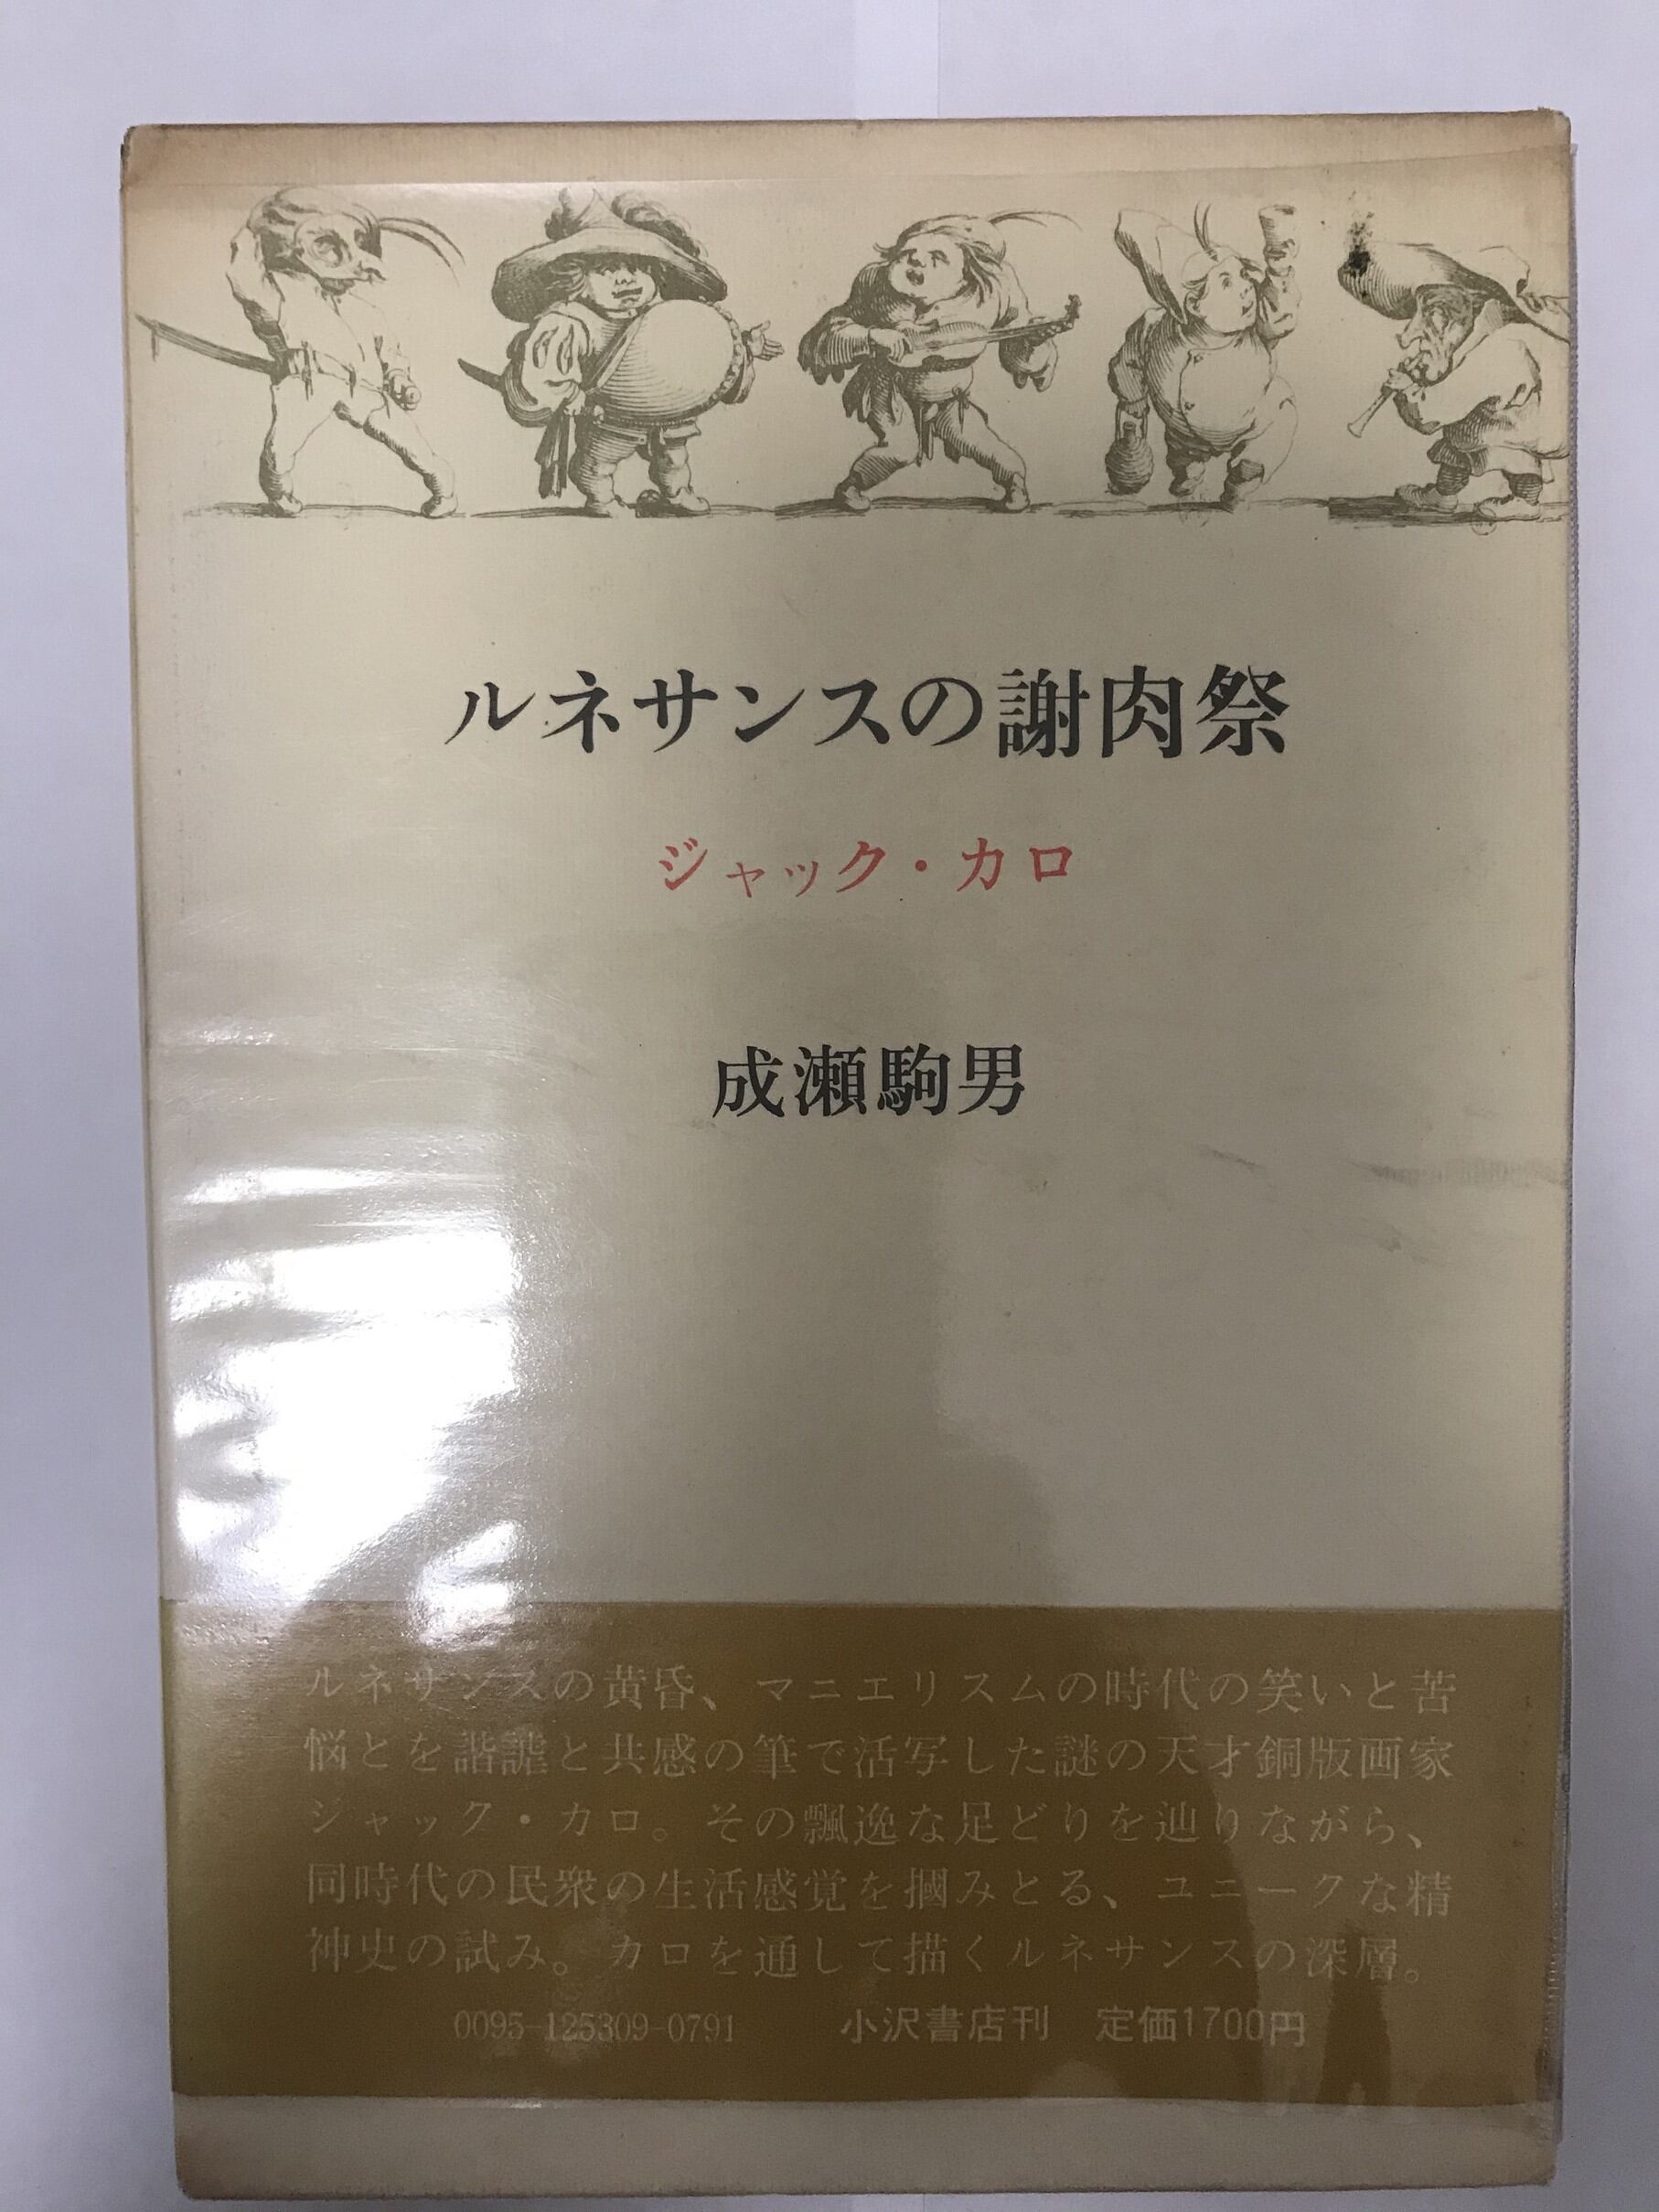 ルネサンスの謝肉祭
ジャック・カロ
成瀬駒男
ルネサンスの黄昏、マニエリスムの時代の笑いと苦
悩とを諧謔と共感の筆で活写した謎の天才銅版画家
ジャック・カロ。その飄逸な足どりを辿りながら、
同時代の民衆の生活感覚を摑みとる、ユニークな精
神史の試み。カロを通して描くルネサンスの深層。
0095-125309-0791 小沢書店刊 定価1700円